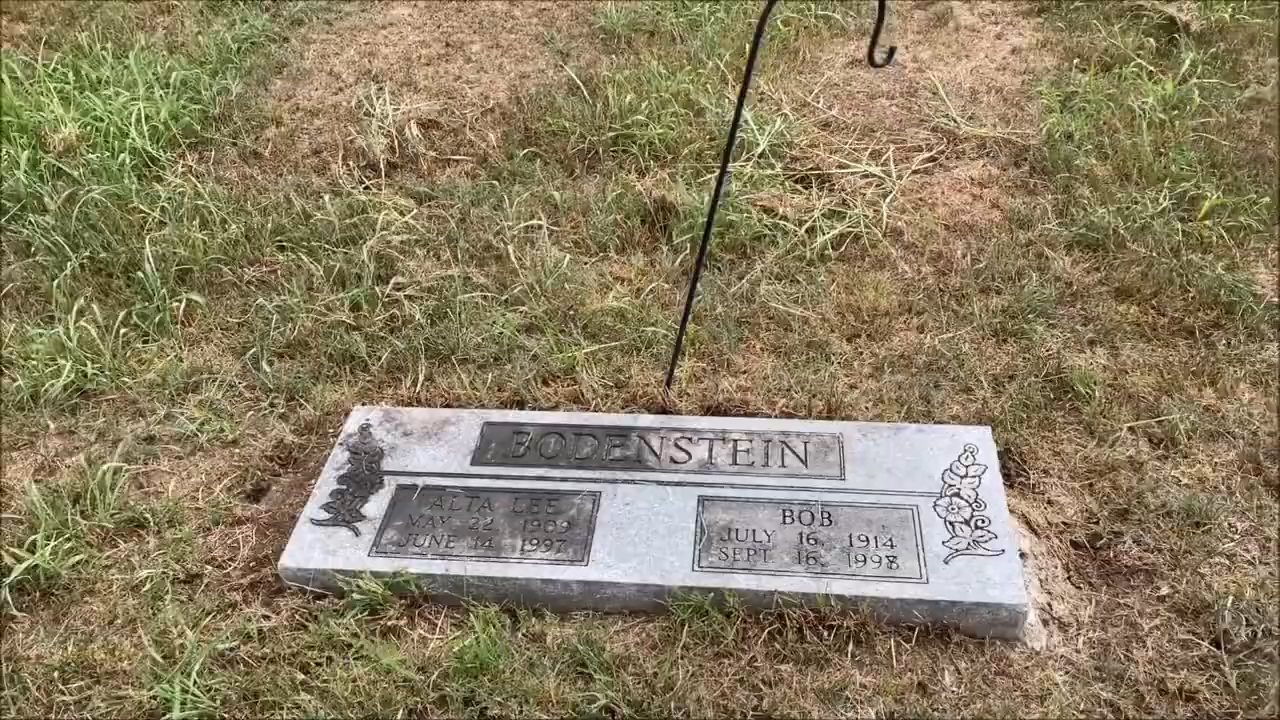 BODENSTEIN
ALTA LEE
MAY 22, 1909
JUNE 14, 1997
BOB
JULY 16, 1914
SEPT. 16, 1998